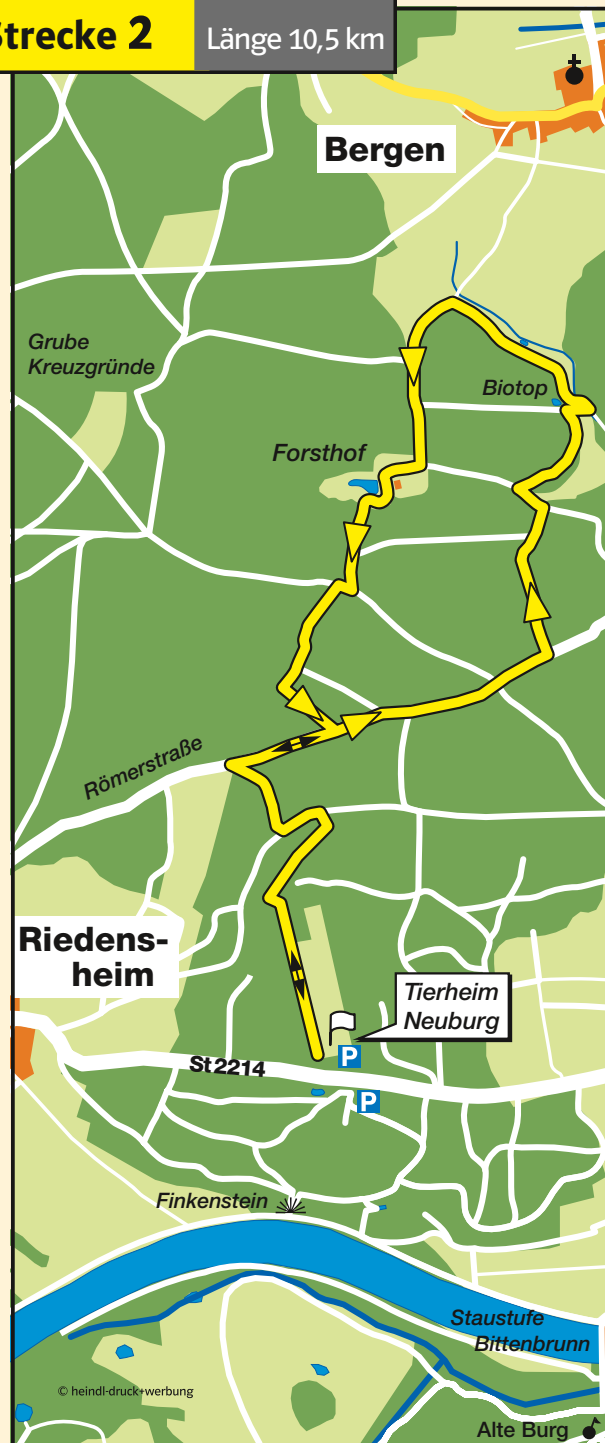 Strecke 2
Länge 10,5 km
Bergen
Grube
Kreuzgründe
Biotop
Forsthof
Römerstraße
Riedens-
heim
Tierheim
Neuburg
P
St 2214
P
Finkenstein
Staustufe
Bittenbrunn
© heindl-druck+werbung
Alte Burg